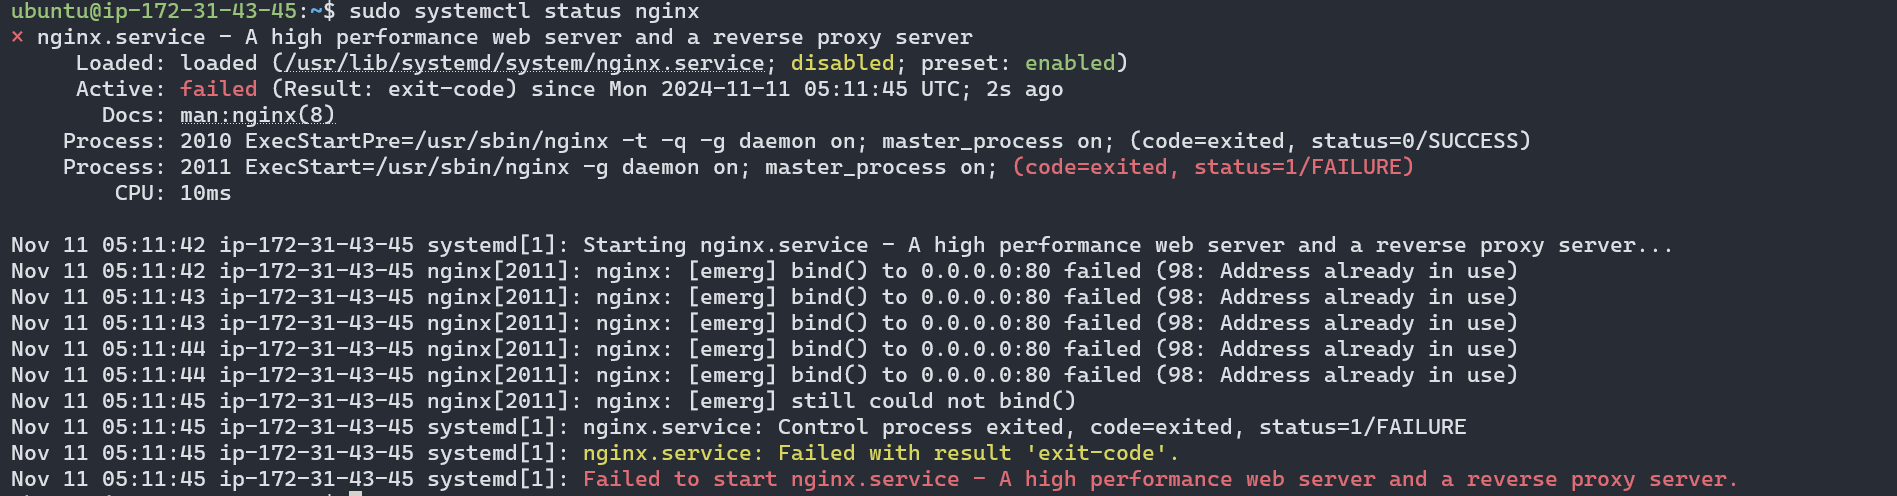 ubuntu@ip-172-31-43-45:~$ sudo systemctl status nginx
× nginx.service - A high performance web server and a reverse proxy server
Loaded: loaded (/usr/lib/systemd/system/nginx.service; disabled; preset: enabled)
Active: failed (Result: exit-code) since Mon 2024-11-11 05:11:45 UTC; 2s ago
Docs: man:nginx(8)
Process: 2010 ExecStartPre=/usr/sbin/nginx -t -q -g daemon on; master_process on; (code=exited, status=0/SUCCESS)
Process: 2011 ExecStart=/usr/sbin/nginx -g daemon on; master_process on; (code=exited, status=1/FAILURE)
CPU: 10ms
Nov 11 05:11:42 ip-172-31-43-45 systemd[1]: Starting nginx.service - A high performance web server and a reverse proxy server...
Nov 11 05:11:42 ip-172-31-43-45 nginx[2011]: nginx: [emerg] bind() to 0.0.0.0:80 failed (98: Address already in use)
Nov 11 05:11:43 ip-172-31-43-45 nginx[2011]: nginx: [emerg] bind() to 0.0.0.0:80 failed (98: Address already in use)
Nov 11 05:11:43 ip-172-31-43-45 nginx[2011]: nginx: [emerg] bind() to 0.0.0.0:80 failed (98: Address already in use)
Nov 11 05:11:44 ip-172-31-43-45 nginx[2011]: nginx: [emerg] bind() to 0.0.0.0:80 failed (98: Address already in use)
Nov 11 05:11:44 ip-172-31-43-45 nginx[2011]: nginx: [emerg] bind() to 0.0.0.0:80 failed (98: Address already in use)
Nov 11 05:11:45 ip-172-31-43-45 nginx[2011]: nginx: [emerg] still could not bind()
Nov 11 05:11:45 ip-172-31-43-45 systemd[1]: nginx.service: Control process exited, code=exited, status=1/FAILURE
Nov 11 05:11:45 ip-172-31-43-45 systemd[1]: nginx.service: Failed with result 'exit-code'.
Nov 11 05:11:45 ip-172-31-43-45 systemd[1]: Failed to start nginx.service - A high performance web server and a reverse proxy server.